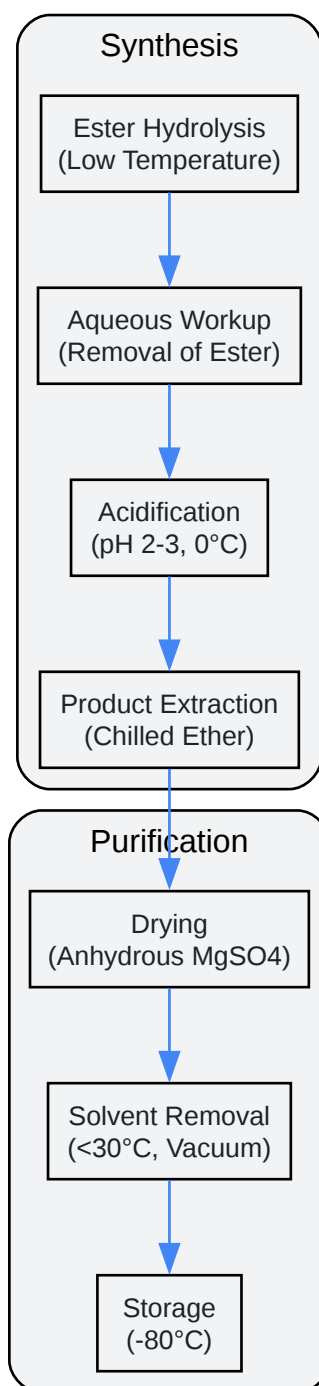 Synthesis
Ester Hydrolysis
(Low Temperature)
Aqueous Workup
(Removal of Ester)
Acidification
(pH 2-3, 0°C)
Product Extraction
(Chilled Ether)
Purification
Drying
(Anhydrous MgSO4)
Solvent Removal
(<30°C, Vacuum)
Storage
(-80°C)